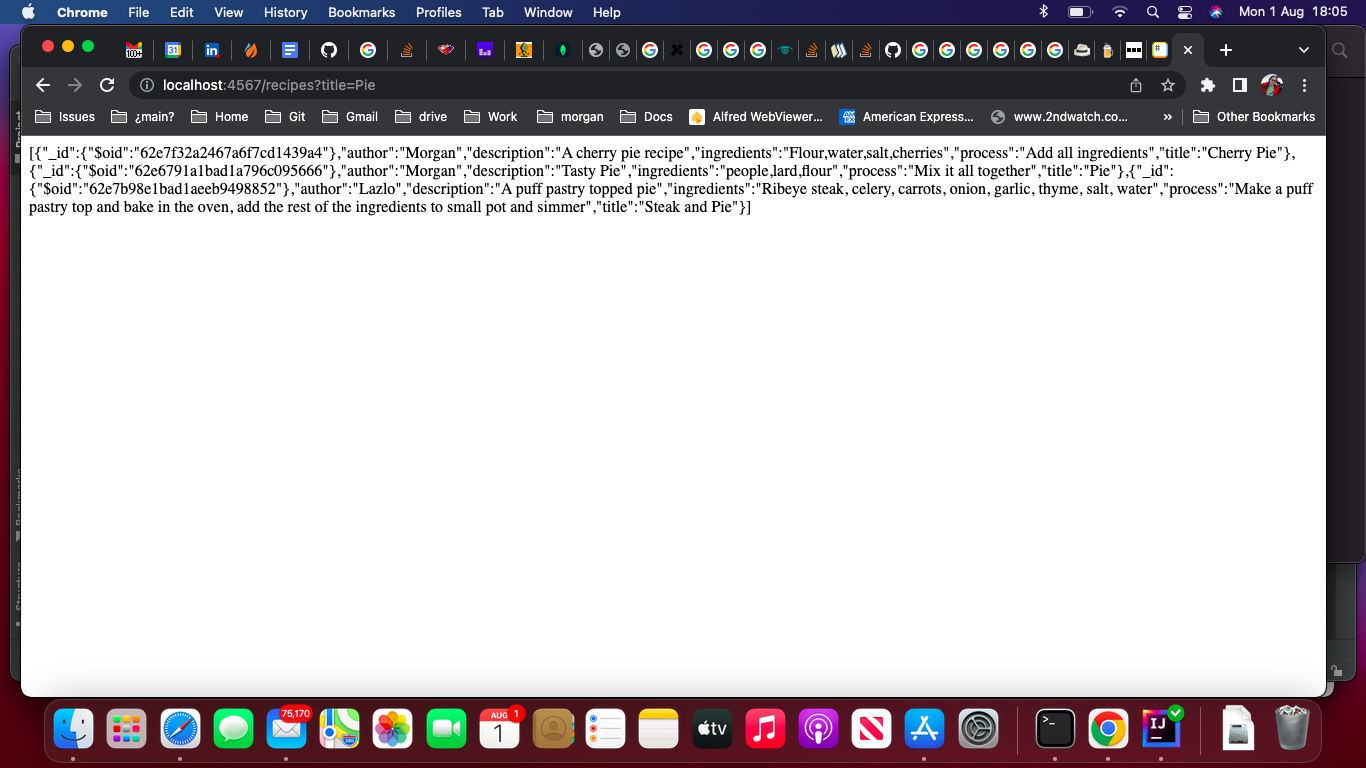 Chrome File Edit View History Bookmarks Profiles Tab Window Help Mon 1 Aug 18:05
100+ 31
localhost:4567/recipes?title=Pie
Issues ¿main? Home Git Gmail drive Work morgan Docs Alfred WebViewer... American Express... www.2ndwatch.co... » Other Bookmarks
[{"_id":{"$oid":"62e7f32a2467a6f7cd1439a4"},"author":"Morgan","description":"A cherry pie recipe","ingredients":"Flour,water,salt,cherries","process":"Add all ingredients","title":"Cherry Pie"},
{"_id":{"$oid":"62e6791a1bad1a796c095666"},"author":"Morgan","description":"Tasty Pie","ingredients":"people,lard,flour","process":"Mix it all together","title":"Pie"},{"_id":
{"$oid":"62e7b98e1bad1aeeb9498852"},"author":"Lazlo","description":"A puff pastry topped pie","ingredients":"Ribeye steak, celery, carrots, onion, garlic, thyme, salt, water","process":"Make a puff
pastry top and bake in the oven, add the rest of the ingredients to small pot and simmer","title":"Steak and Pie"}]
75,170
AUG 1
1
tv
>_
IJ